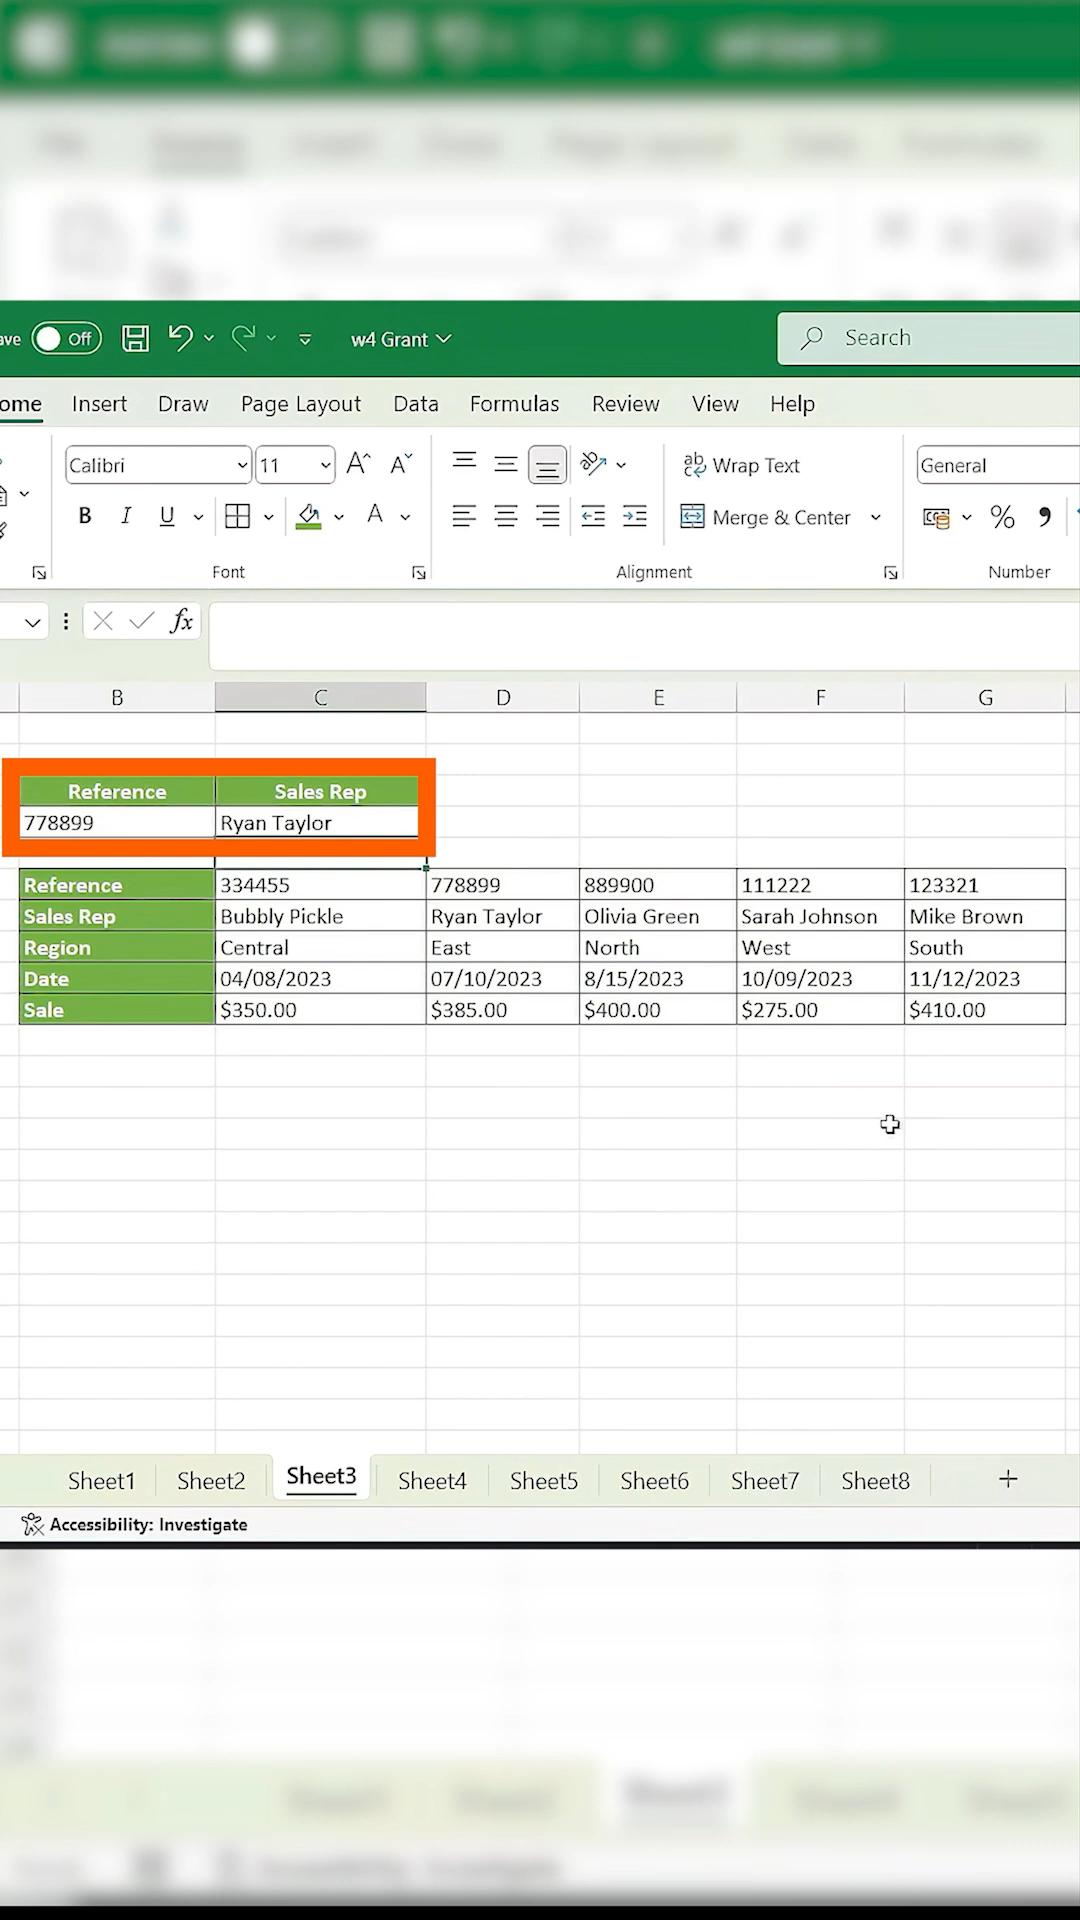 ave Off w4 Grant Search
ome Insert Draw Page Layout Data Formulas Review View Help
Calibri 11 A A ab Wrap Text General
B I U A Merge & Center % ,
Font Alignment Number
fx
B C D E F G
Reference Sales Rep
778899 Ryan Taylor
Reference 334455 778899 889900 111222 123321
Sales Rep Bubbly Pickle Ryan Taylor Olivia Green Sarah Johnson Mike Brown
Region Central East North West South
Date 04/08/2023 07/10/2023 8/15/2023 10/09/2023 11/12/2023
Sale $350.00 $385.00 $400.00 $275.00 $410.00
Sheet1 Sheet2 Sheet3 Sheet4 Sheet5 Sheet6 Sheet7 Sheet8 +
Accessibility: Investigate